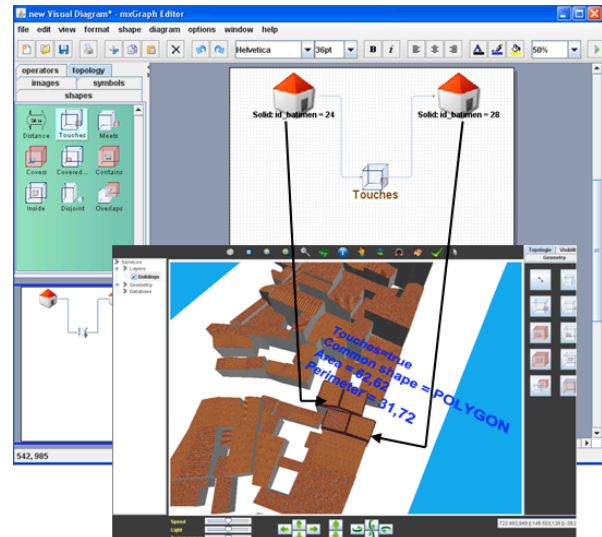 new Visual Diagram* - mxGraph Editor
file edit view format shape diagram options window help
Helvetica 36pt B i 50%
operators topology
images symbols
shapes
Distance Touches Meets
Covers Covered... Contains
Inside Disjoint Overlaps
Solid: id_batimen = 24
Solid: id_batimen = 28
Touches
Services
Layers
Buildings
Geometry
Database
Topologie Visibil
Geometry
Touches=true
Common shape = POLYGON
Area = 62,62
Perimeter = 31,72
542, 985
Speed
Light